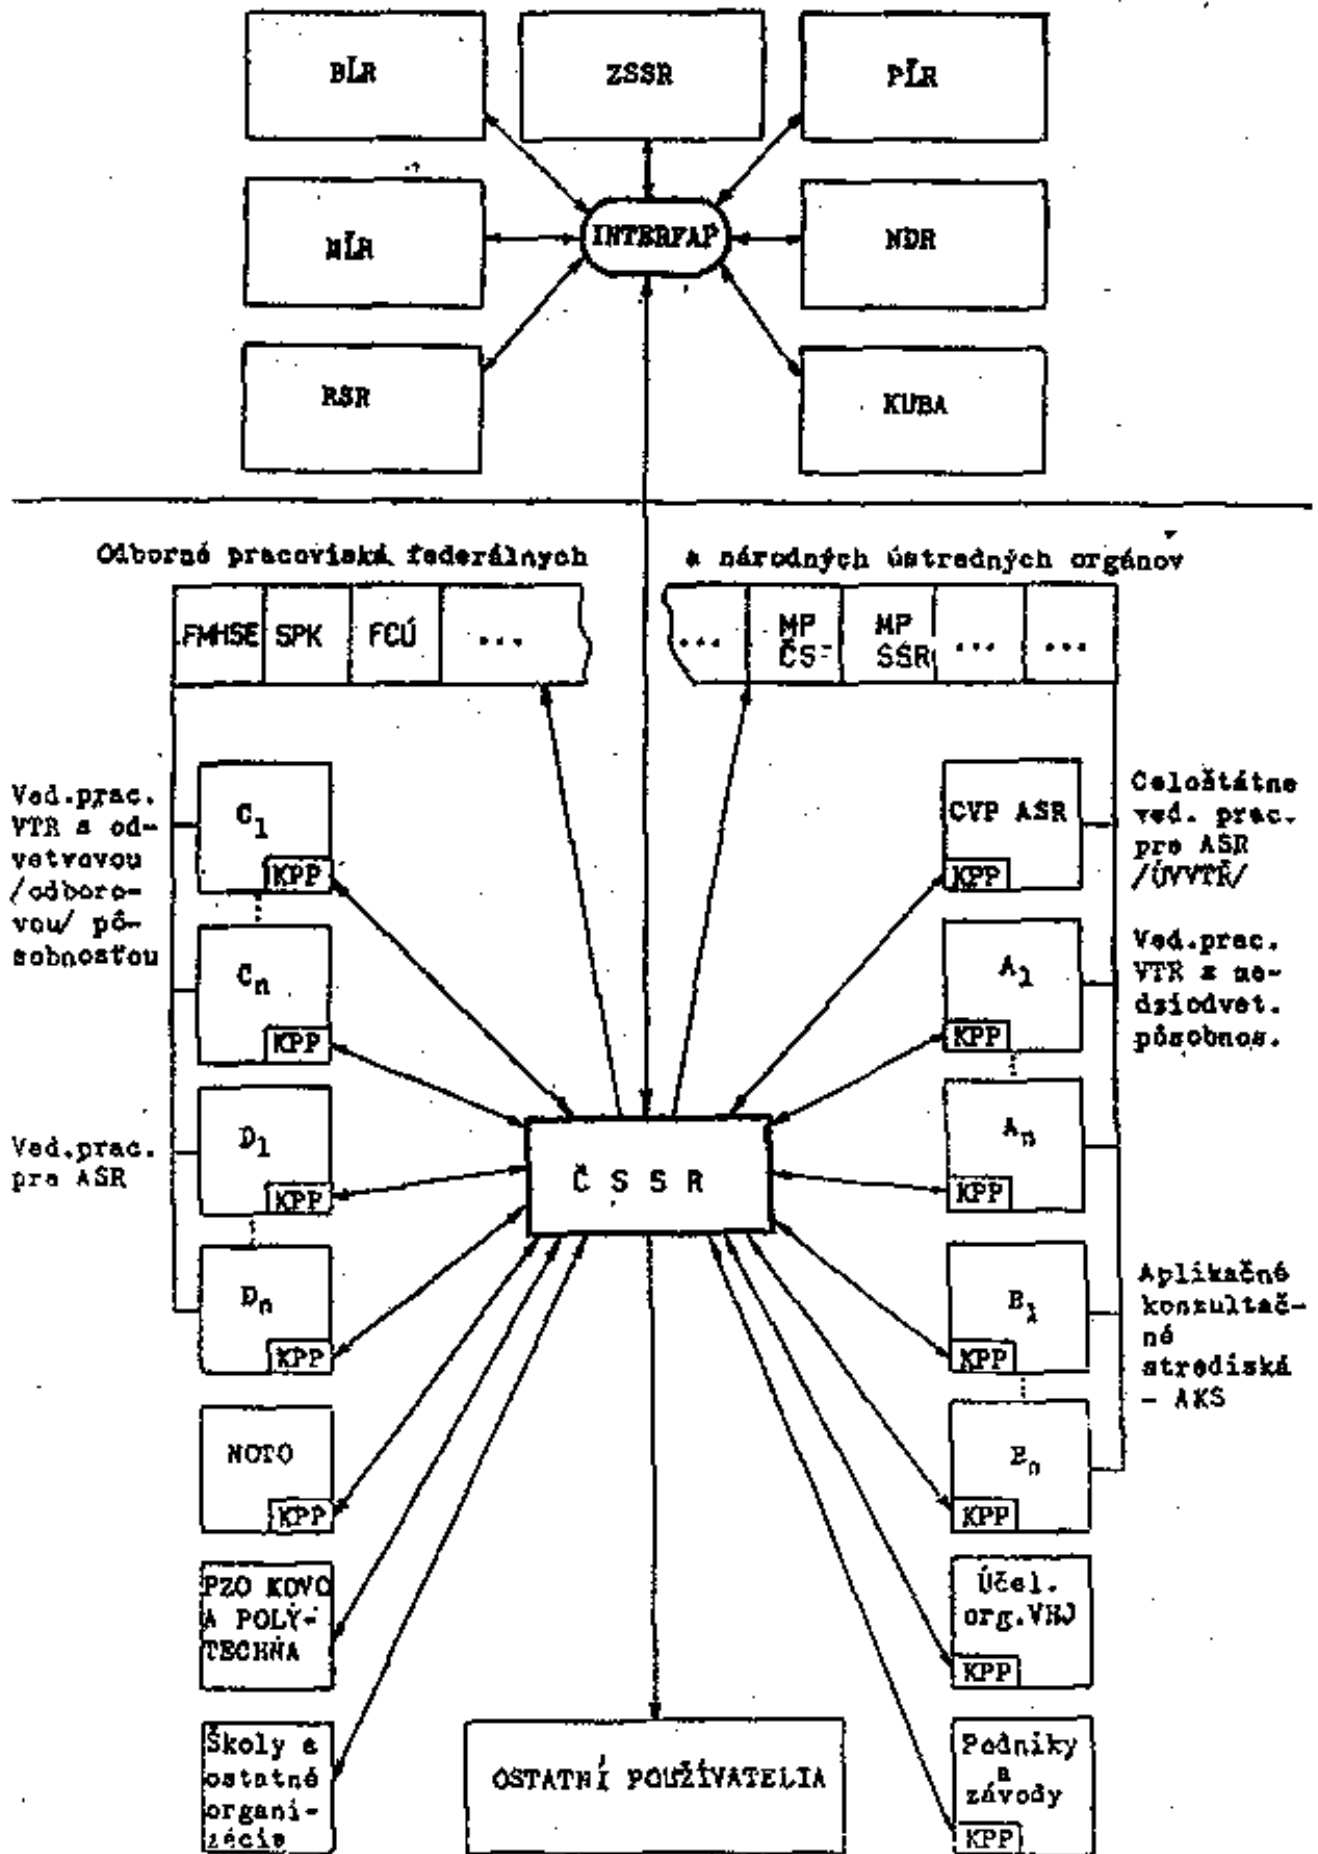 BĽR
ZSSR
PĽR
INTERFAP
MĽR
NDR
RSR
KUBA
Odborné pracoviská federálnych
a národných ústredných orgánov
FMHSE
SPK
FCÚ
...
...
MP
ČS
MP
SSR
...
...
Ved.prac.
VTR s od-
vetvovou
/odboro-
vou/ pô-
sobnosťou
C1
KPP
Cn
KPP
Ved.prac.
pre ASR
D1
KPP
Dn
KPP
NOTO
KPP
PZO KOVO
A POLY-
TECHNA
Školy a
ostatné
organi-
zácie
Č S S R
OSTATNÍ POUŽÍVATELIA
CVP ASR
KPP
Celoštátne
ved. prac.
pre ASR
/ÚVVTŘ/
A1
KPP
Ved.prac.
VTR s me-
dziodvet.
pôsobnos.
An
KPP
B1
KPP
Aplikačné
konzultač-
né
strediská
- AKS
Bn
KPP
Účel.
org.VHJ
KPP
Podniky
a
závody
KPP